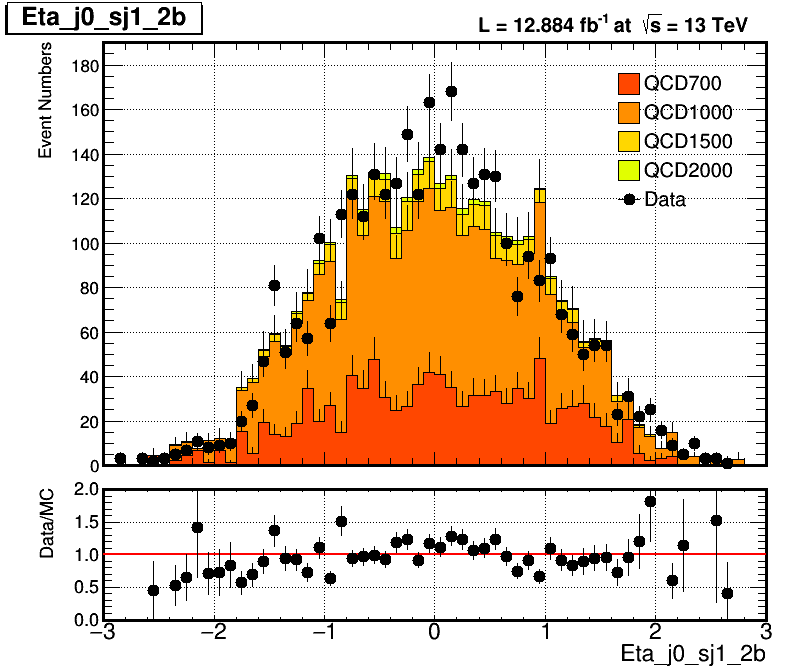 Eta_j0_sj1_2b
L = 12.884 fb-1 at √s = 13 TeV
Event Numbers
180
160
140
120
100
80
60
40
20
0
QCD700
QCD1000
QCD1500
QCD2000
Data
Data/MC
2.0
1.5
1.0
0.5
0.0
−3 −2 −1 0 1 2 3
Eta_j0_sj1_2b